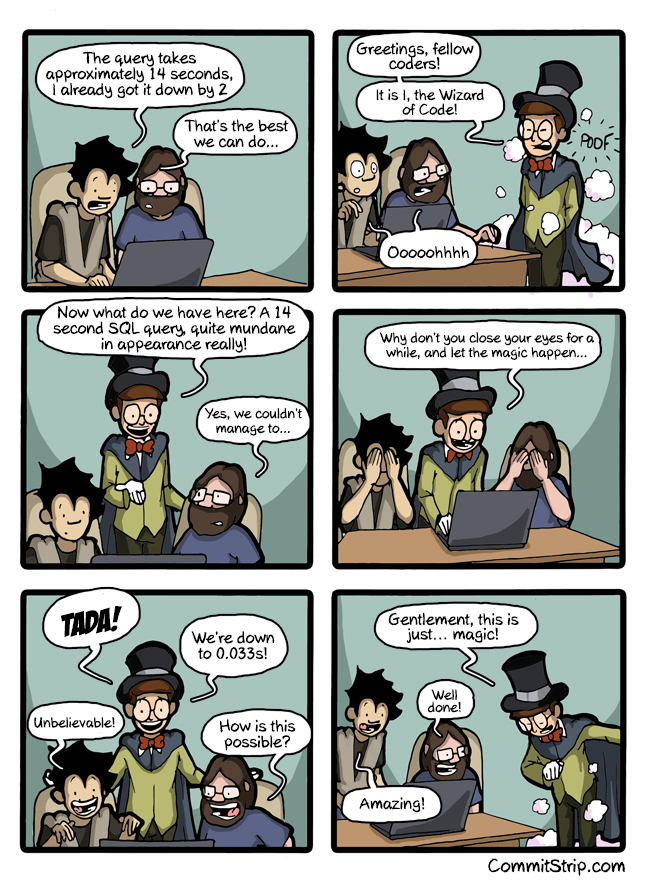 The query takes
approximately 14 seconds,
I already got it down by 2
That's the best
we can do...
Greetings, fellow
coders!
It is I, the Wizard
of Code!
POOF
Ooooohhhh
Now what do we have here? A 14
second SQL query, quite mundane
in appearance really!
Yes, we couldn't
manage to...
Why don't you close your eyes for a
while, and let the magic happen...
TADA!
We're down
to 0.033s!
Unbelievable!
How is this
possible?
Gentlement, this is
just... magic!
Well
done!
Amazing!
CommitStrip.com